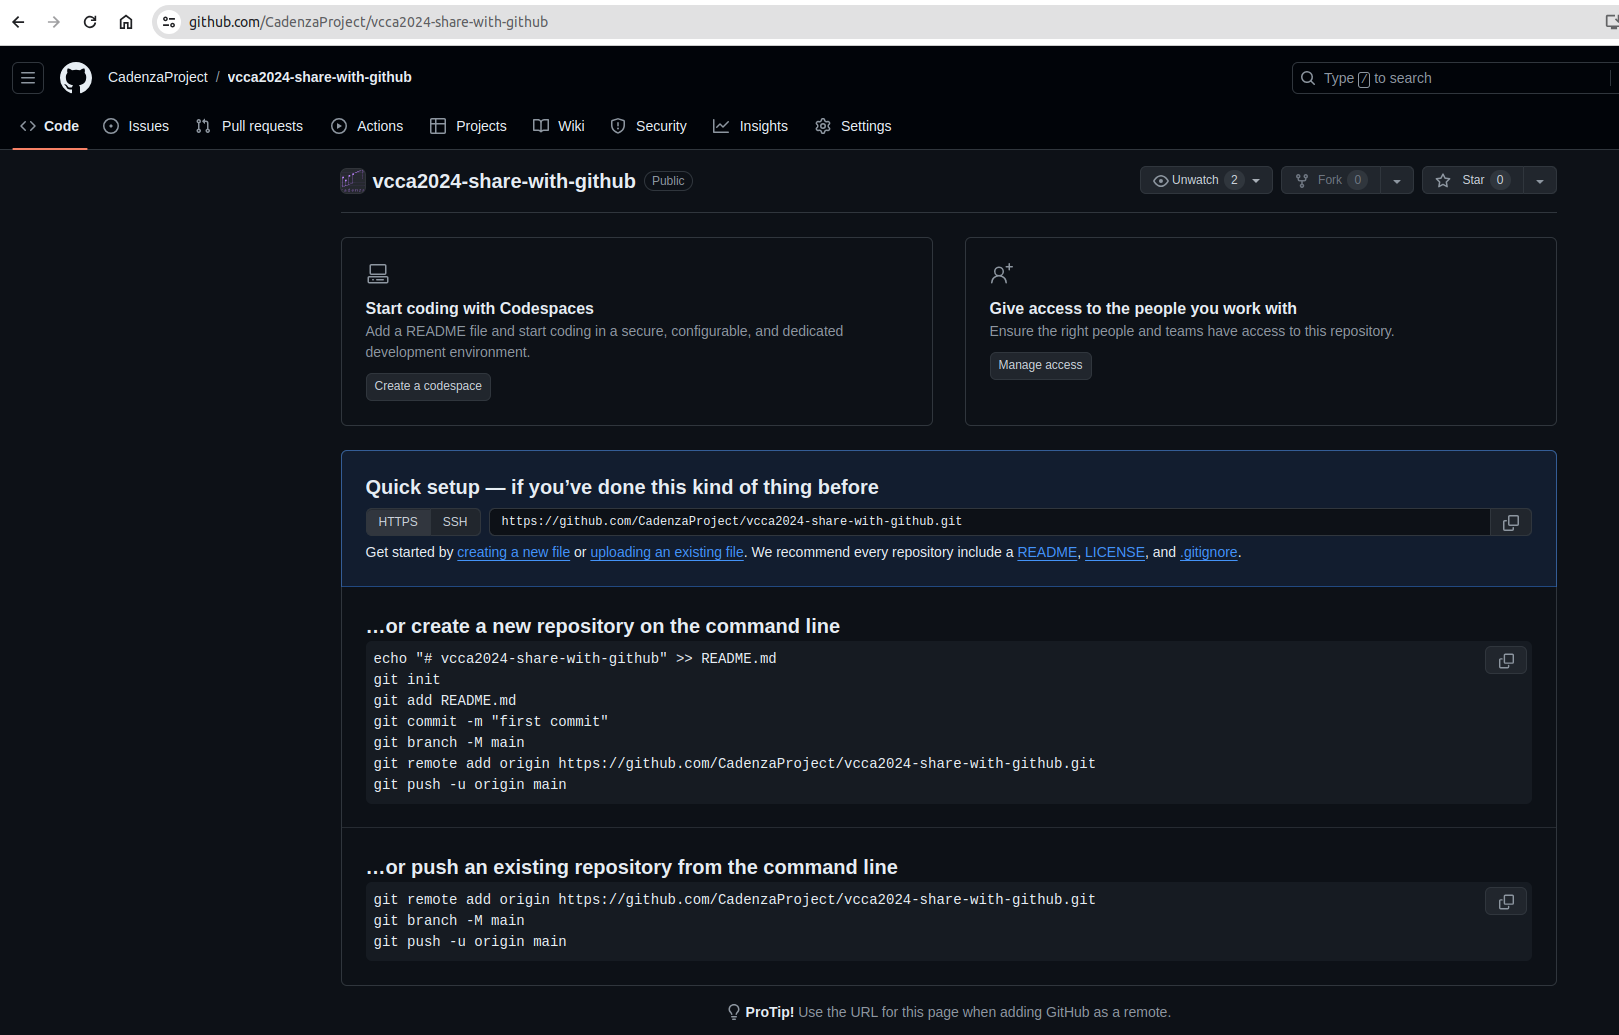 github.com/CadenzaProject/vcca2024-share-with-github
CadenzaProject / vcca2024-share-with-github
Type / to search
Code Issues Pull requests Actions Projects Wiki Security Insights Settings
vcca2024-share-with-github Public
Unwatch 2 Fork 0 Star 0
Start coding with Codespaces
Add a README file and start coding in a secure, configurable, and dedicated
development environment.
Create a codespace
Give access to the people you work with
Ensure the right people and teams have access to this repository.
Manage access
Quick setup — if you’ve done this kind of thing before
HTTPS SSH https://github.com/CadenzaProject/vcca2024-share-with-github.git
Get started by creating a new file or uploading an existing file. We recommend every repository include a README, LICENSE, and .gitignore.
…or create a new repository on the command line
echo "# vcca2024-share-with-github" >> README.md
git init
git add README.md
git commit -m "first commit"
git branch -M main
git remote add origin https://github.com/CadenzaProject/vcca2024-share-with-github.git
git push -u origin main
…or push an existing repository from the command line
git remote add origin https://github.com/CadenzaProject/vcca2024-share-with-github.git
git branch -M main
git push -u origin main
ProTip! Use the URL for this page when adding GitHub as a remote.